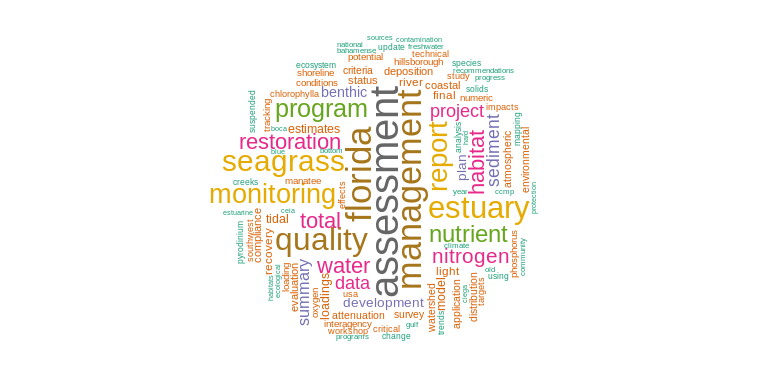 sources
national
contamination
bahamense
update
freshwater
potential
technical
ecosystem
hillsborough
species
shoreline
criteria
deposition
recommendations
conditions
status
river
study
progress
chlorophylla
benthic
coastal
solids
final
numeric
suspended
tracking
program
assessment
management
project
impacts
boca
estimates
florida
report
analysis
hard
mapping
restoration
habitat
sediment
atmospheric
environmental
blue
bottom
seagrass
plan
creeks
manatee
monitoring
effects
year
ccmp
protection
estuarine
ceia
total
estuary
tidal
southwest
compliance
pyrodinium
quality
nutrient
recovery
climate
community
phosphorus
water
nitrogen
habitats
ecological
loading
evaluation
summary
data
light
old
using
oxygen
loadings
usa
model
ciega
targets
distribution
development
watershed
application
attenuation
survey
trends
interagency
gulf
workshop
critical
programs
change